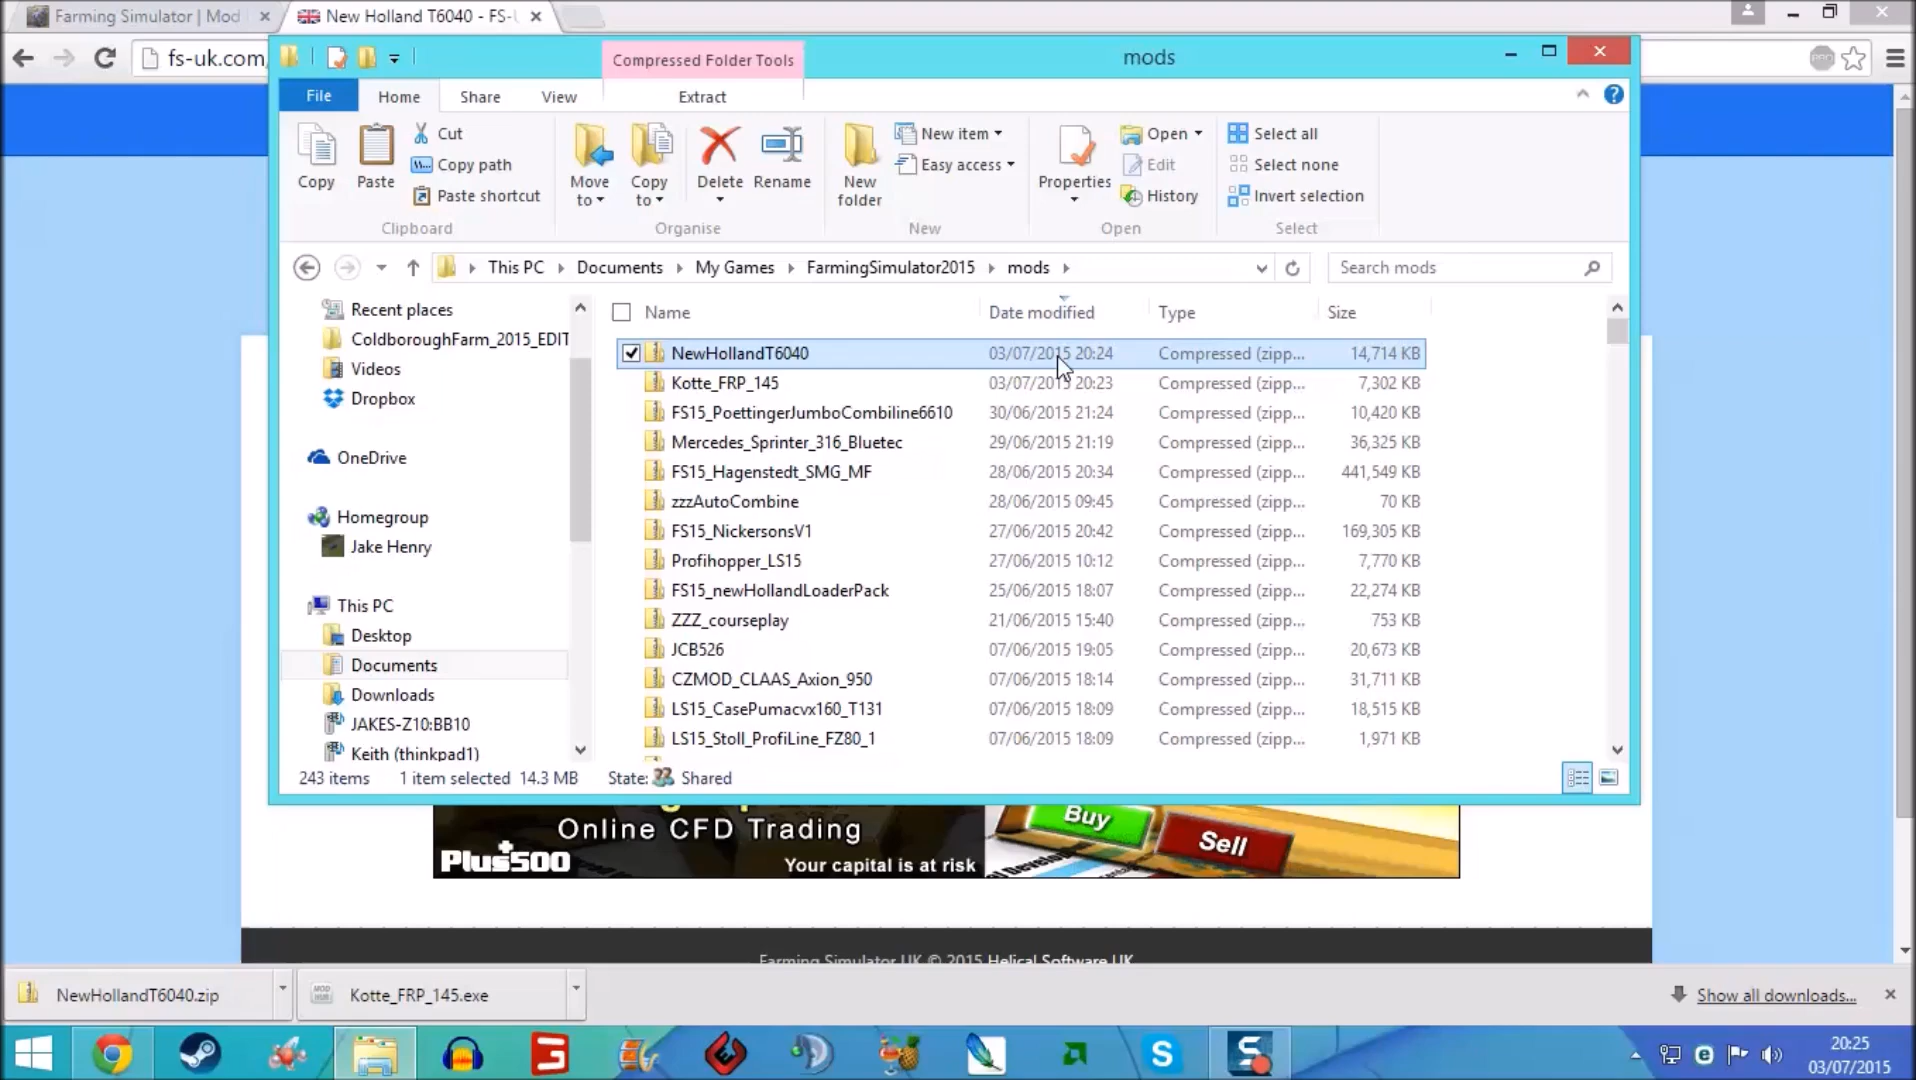 Farming Simulator | Mod
New Holland T6040 - FS-U
fs-uk.com/
Compressed Folder Tools
mods
File
Home
Share
View
Extract
Copy
Paste
Cut
Copy path
Paste shortcut
Clipboard
Move to
Copy to
Delete
Rename
Organise
New folder
New item
Easy access
New
Properties
Open
Edit
History
Open
Select all
Select none
Invert selection
Select
This PC Documents My Games FarmingSimulator2015 mods
Search mods
Recent places
ColdboroughFarm_2015_EDIT
Videos
Dropbox
OneDrive
Homegroup
Jake Henry
This PC
Desktop
Documents
Downloads
JAKES-Z10:BB10
Keith (thinkpad1)
Name Date modified Type Size
NewHollandT6040 03/07/2015 20:24 Compressed (zipp... 14,714 KB
Kotte_FRP_145 03/07/2015 20:23 Compressed (zipp... 7,302 KB
FS15_PoettingerJumboCombiline6610 30/06/2015 21:24 Compressed (zipp... 10,420 KB
Mercedes_Sprinter_316_Bluetec 29/06/2015 21:19 Compressed (zipp... 36,325 KB
FS15_Hagenstedt_SMG_MF 28/06/2015 20:34 Compressed (zipp... 441,549 KB
zzzAutoCombine 28/06/2015 09:45 Compressed (zipp... 70 KB
FS15_NickersonsV1 27/06/2015 20:42 Compressed (zipp... 169,305 KB
Profihopper_LS15 27/06/2015 10:12 Compressed (zipp... 7,770 KB
FS15_newHollandLoaderPack 25/06/2015 18:07 Compressed (zipp... 22,274 KB
ZZZ_courseplay 21/06/2015 15:40 Compressed (zipp... 753 KB
JCB526 07/06/2015 19:05 Compressed (zipp... 20,673 KB
CZMOD_CLAAS_Axion_950 07/06/2015 18:14 Compressed (zipp... 31,711 KB
LS15_CasePumacvx160_T131 07/06/2015 18:09 Compressed (zipp... 18,515 KB
LS15_Stoll_ProfiLine_FZ80_1 07/06/2015 18:09 Compressed (zipp... 1,971 KB
243 items 1 item selected 14.3 MB State: Shared
Online CFD Trading
Plus500
Your capital is at risk
Buy
Sell
Farming Simulator UK © 2015 Helical Software UK
NewHollandT6040.zip
Kotte_FRP_145.exe
Show all downloads...
20:25
03/07/2015